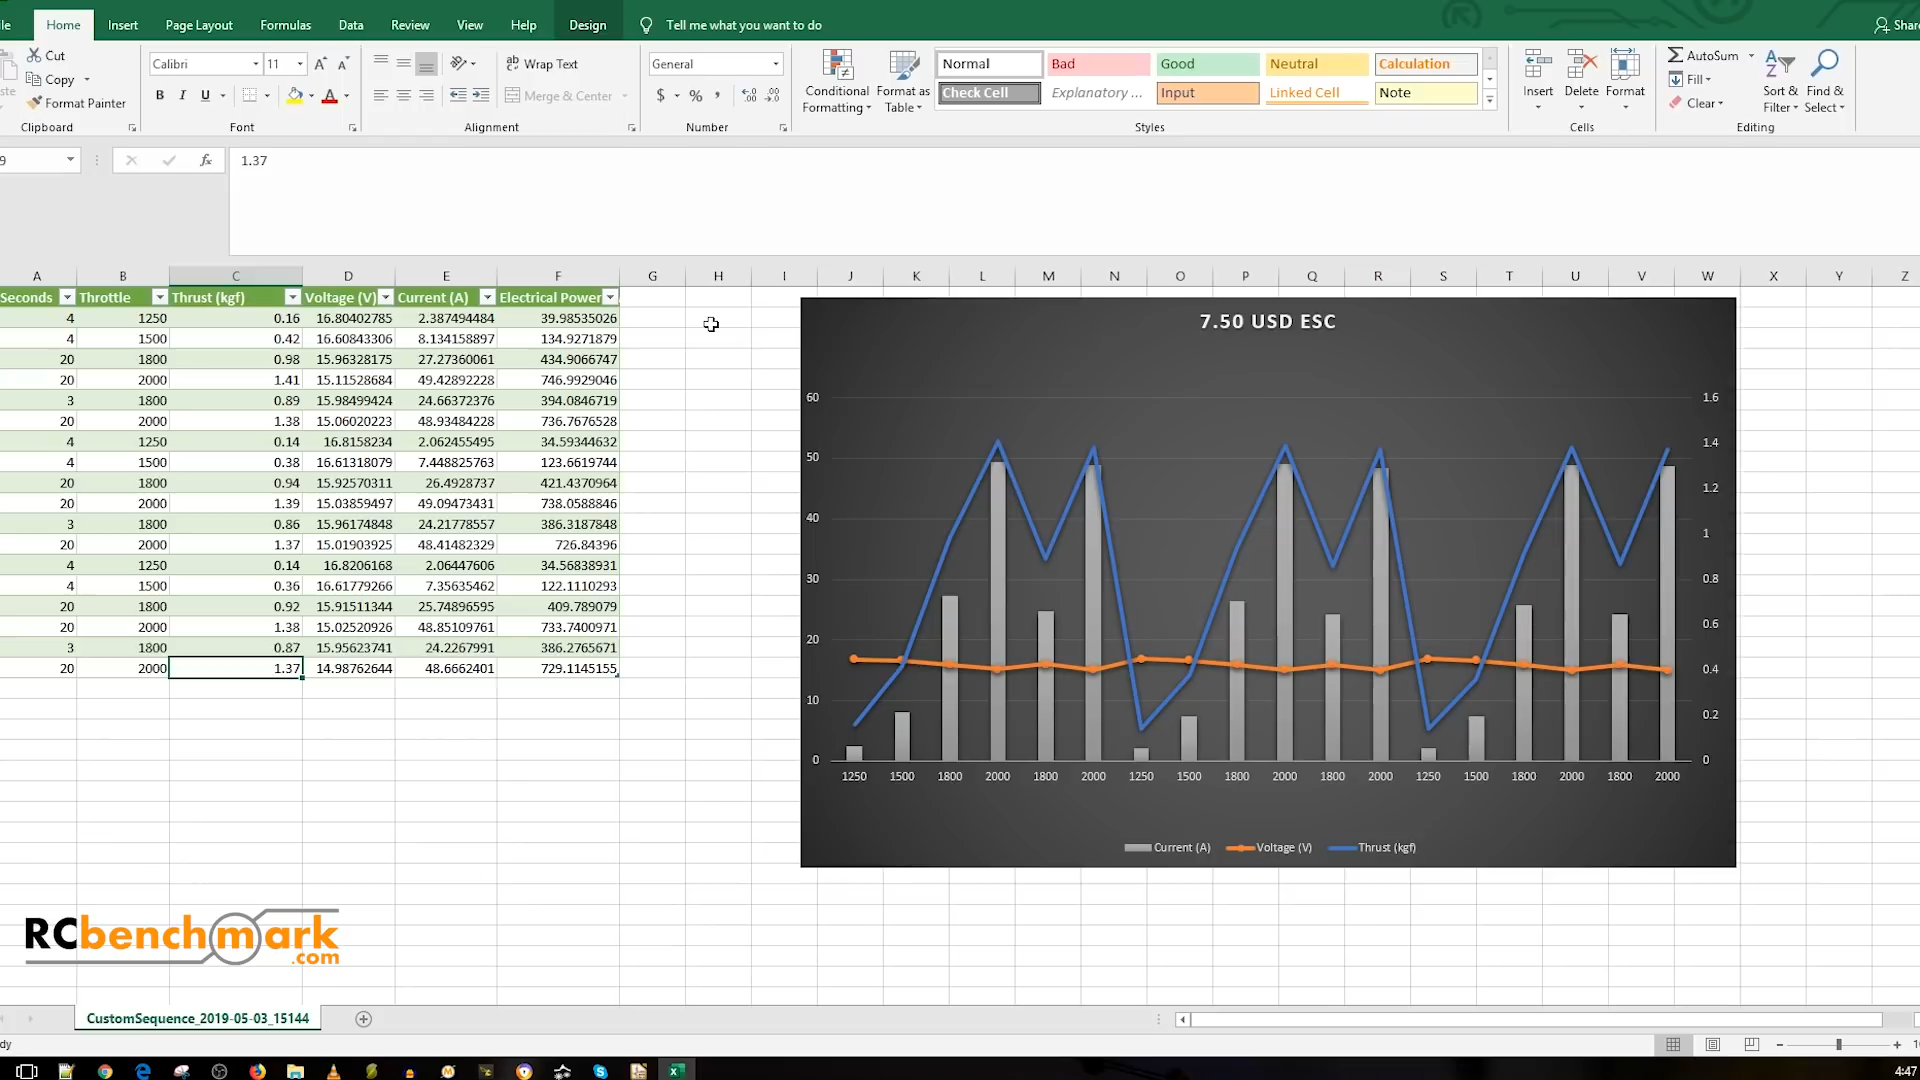 le Home Insert Page Layout Formulas Data Review View Help Design Tell me what you want to do Share
Cut
Copy
Format Painter
Clipboard
Calibri 11
B I U
Font
Wrap Text
Merge & Center
Alignment
General
$ % ,
Number
Conditional Formatting
Format as Table
Normal Bad Good Neutral Calculation
Check Cell Explanatory ... Input Linked Cell Note
Styles
Insert Delete Format
Cells
AutoSum
Fill
Clear
Sort & Filter
Find & Select
Editing
9 fx 1.37
A B C D E F G H I J K L M N O P Q R S T U V W X Y Z
Seconds Throttle Thrust (kgf) Voltage (V) Current (A) Electrical Power
4 1250 0.16 16.80402785 2.387494484 39.98535026
4 1500 0.42 16.60843306 8.134158897 134.9271879
20 1800 0.98 15.96328175 27.27360061 434.9066747
20 2000 1.41 15.11528684 49.42892228 746.9929046
3 1800 0.89 15.98499424 24.66372376 394.0846719
20 2000 1.38 15.06020223 48.93484228 736.7676528
4 1250 0.14 16.8158234 2.062455495 34.59344632
4 1500 0.38 16.61318079 7.448825763 123.6619744
20 1800 0.94 15.92570311 26.4928737 421.4370964
20 2000 1.39 15.03859497 49.09473431 738.0588846
3 1800 0.86 15.96174848 24.21778557 386.3187848
20 2000 1.37 15.01903925 48.41482329 726.84396
4 1250 0.14 16.8206168 2.06447606 34.56838931
4 1500 0.36 16.61779266 7.35635462 122.1110293
20 1800 0.92 15.91511344 25.74896595 409.789079
20 2000 1.38 15.02520926 48.85109761 733.7400971
3 1800 0.87 15.95623741 24.2267991 386.2765671
20 2000 1.37 14.98762644 48.6662401 729.1145155
7.50 USD ESC
60 1.6
1.4
50
1.2
40
1
30 0.8
20 0.6
0.4
10
0.2
0 0
1250 1500 1800 2000 1800 2000 1250 1500 1800 2000 1800 2000 1250 1500 1800 2000 1800 2000
Current (A) Voltage (V) Thrust (kgf)
RCbenchmark
.com
CustomSequence_2019-05-03_15144
dy
4:47